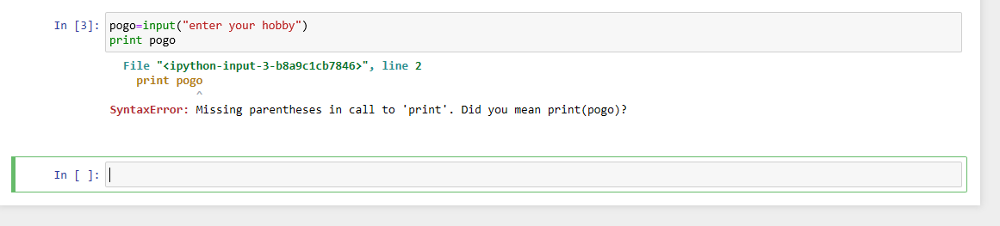 In [3]: pogo=input("enter your hobby")
print pogo
File "<ipython-input-3-b8a9c1cb7846>", line 2
print pogo
^
SyntaxError: Missing parentheses in call to 'print'. Did you mean print(pogo)?
In [ ]: